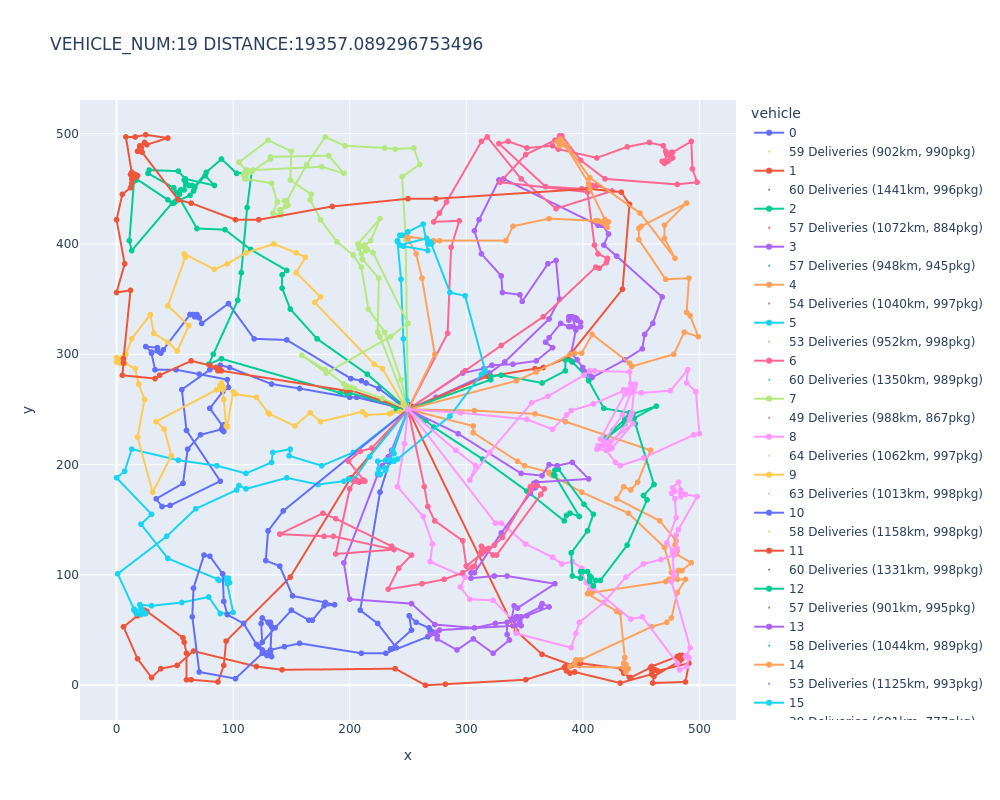 VEHICLE_NUM:19 DISTANCE:19357.089296753496
vehicle
0
59 Deliveries (902km, 990pkg)
1
60 Deliveries (1441km, 996pkg)
2
57 Deliveries (1072km, 884pkg)
3
57 Deliveries (948km, 945pkg)
4
54 Deliveries (1040km, 997pkg)
5
53 Deliveries (952km, 998pkg)
6
60 Deliveries (1350km, 989pkg)
7
49 Deliveries (988km, 867pkg)
8
64 Deliveries (1062km, 997pkg)
9
63 Deliveries (1013km, 998pkg)
10
58 Deliveries (1158km, 998pkg)
11
60 Deliveries (1331km, 998pkg)
12
57 Deliveries (901km, 995pkg)
13
58 Deliveries (1044km, 989pkg)
14
53 Deliveries (1125km, 993pkg)
15
500
400
300
200
100
0
y
0
100
200
300
400
500
x